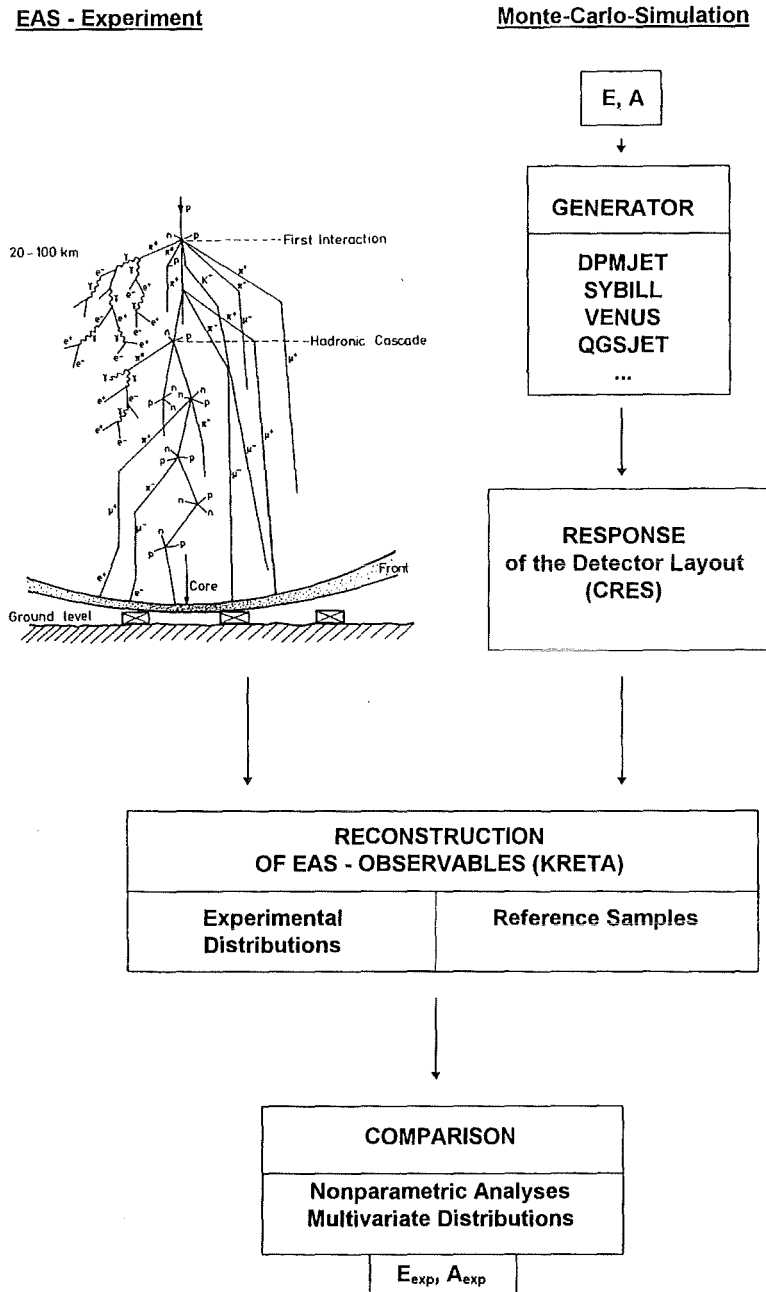 EAS - Experiment
Monte-Carlo-Simulation
E, A
GENERATOR
DPMJET
SYBILL
VENUS
QGSJET
...
p
20 - 100 km
First Interaction
Hadronic Cascade
Front
Core
Ground level
RESPONSE
of the Detector Layout
(CRES)
RECONSTRUCTION
OF EAS - OBSERVABLES (KRETA)
Experimental
Distributions
Reference Samples
COMPARISON
Nonparametric Analyses
Multivariate Distributions
E_exp, A_exp